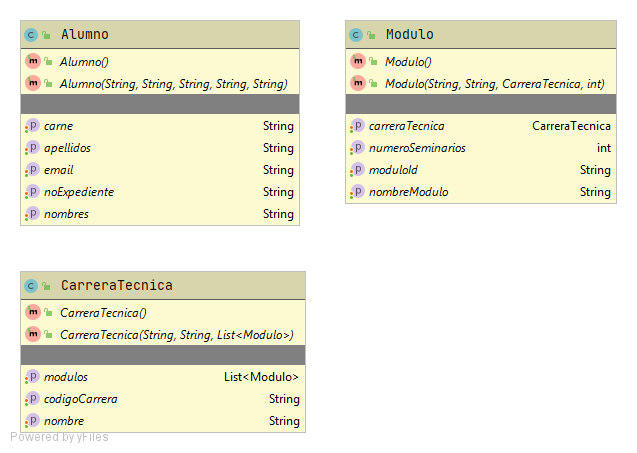 Alumno
Alumno()
Alumno(String, String, String, String, String)
carne String
apellidos String
email String
noExpediente String
nombres String
Modulo
Modulo()
Modulo(String, String, CarreraTecnica, int)
carreraTecnica CarreraTecnica
numeroSeminarios int
moduloId String
nombreModulo String
CarreraTecnica
CarreraTecnica()
CarreraTecnica(String, String, List<Modulo>)
modulos List<Modulo>
codigoCarrera String
nombre String
Powered by yFiles